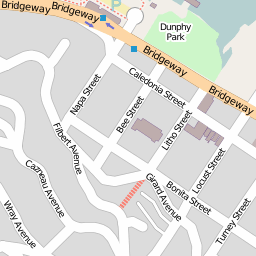 Bridgeway
Bridgeway
Dunphy
Park
Bridgeway
Caledonia Street
Bridgeway
Napa Street
Bee Street
Litho Street
Filbert Avenue
Locust Street
Cazneau Avenue
Girard Avenue
Bonita Street
Wray Avenue
Turney Street